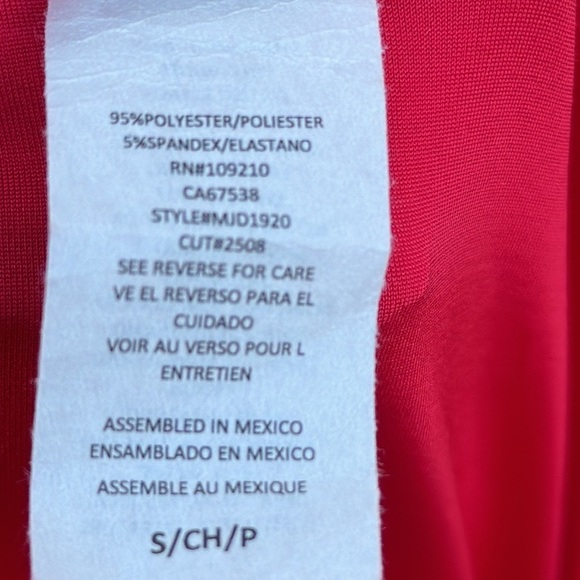 95%POLYESTER/POLIESTER
5%SPANDEX/ELASTANO
RN#109210
CA67538
STYLE#MJD1920
CUT#2508
SEE REVERSE FOR CARE
VE EL REVERSO PARA EL
CUIDADO
VOIR AU VERSO POUR L
ENTRETIEN
ASSEMBLED IN MEXICO
ENSAMBLADO EN MEXICO
ASSEMBLE AU MEXIQUE
S/CH/P